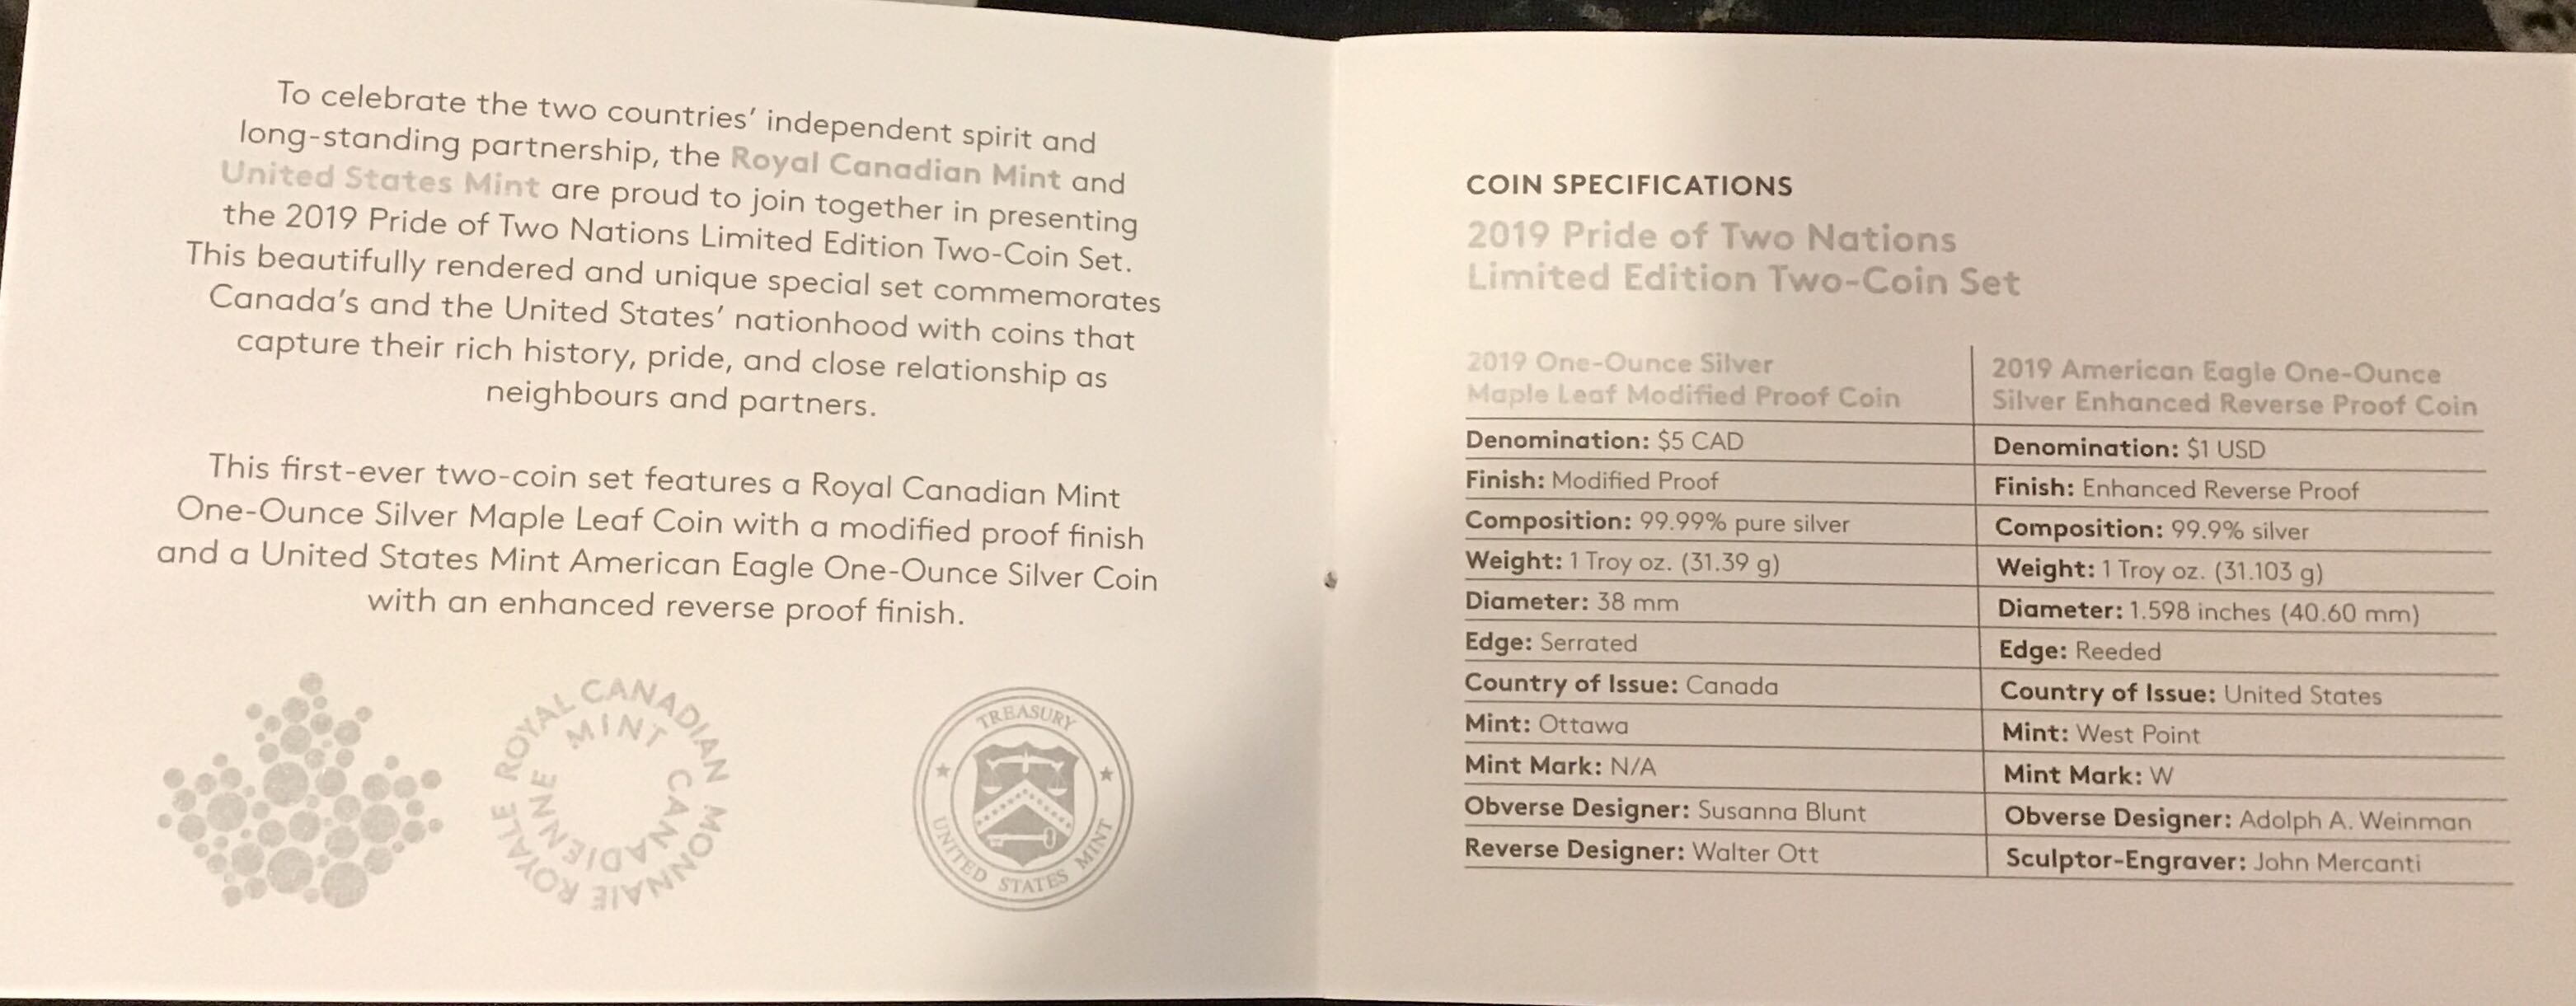 To celebrate the two countries' independent spirit and
long-standing partnership, the Royal Canadian Mint and
United States Mint are proud to join together in presenting
the 2019 Pride of Two Nations Limited Edition Two-Coin Set.
This beautifully rendered and unique special set commemorates
Canada's and the United States' nationhood with coins that
capture their rich history, pride, and close relationship as
neighbours and partners.
This first-ever two-coin set features a Royal Canadian Mint
One-Ounce Silver Maple Leaf Coin with a modified proof finish
and a United States Mint American Eagle One-Ounce Silver Coin
with an enhanced reverse proof finish.
ROYAL CANADIAN MINT
MONNAIE ROYALE CANADIENNE
TREASURY
UNITED STATES MINT
COIN SPECIFICATIONS
2019 Pride of Two Nations
Limited Edition Two-Coin Set
2019 One-Ounce Silver
Maple Leaf Modified Proof Coin
Denomination: $5 CAD
Finish: Modified Proof
Composition: 99.99% pure silver
Weight: 1 Troy oz. (31.39 g)
Diameter: 38 mm
Edge: Serrated
Country of Issue: Canada
Mint: Ottawa
Mint Mark: N/A
Obverse Designer: Susanna Blunt
Reverse Designer: Walter Ott
2019 American Eagle One-Ounce
Silver Enhanced Reverse Proof Coin
Denomination: $1 USD
Finish: Enhanced Reverse Proof
Composition: 99.9% silver
Weight: 1 Troy oz. (31.103 g)
Diameter: 1.598 inches (40.60 mm)
Edge: Reeded
Country of Issue: United States
Mint: West Point
Mint Mark: W
Obverse Designer: Adolph A. Weinman
Sculptor-Engraver: John Mercanti